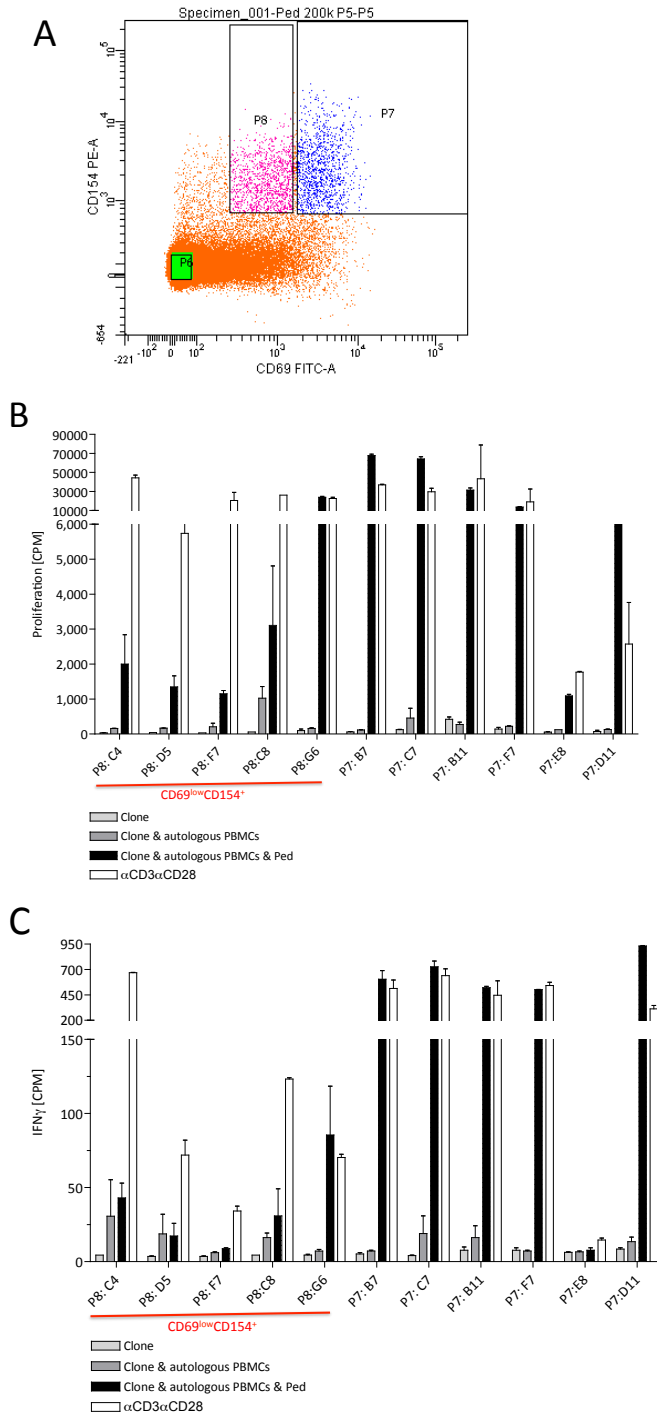 A
Specimen_001-Ped 200k P5-P5
CD154 PE-A
10^5
10^4
10^3
0
-654
P8
P7
P6
-221 -10^2 0 10^2 10^3 10^4 10^5
CD69 FITC-A
B
Proliferation [CPM]
90000
70000
50000
30000
10000
6,000
5,000
4,000
3,000
2,000
1,000
0
P8: C4 P8: D5 P8: F7 P8: C8 P8:G6 P7: B7 P7: C7 P7: B11 P7: F7 P7: E8 P7:D11
CD69^lowCD154^+
Clone
Clone & autologous PBMCs
Clone & autologous PBMCs & Ped
αCD3αCD28
C
IFNγ [CPM]
950
700
450
200
150
100
50
0
P8: C4 P8: D5 P8: F7 P8: C8 P8:G6 P7: B7 P7: C7 P7: B11 P7: F7 P7:E8 P7:D11
CD69^lowCD154^+
Clone
Clone & autologous PBMCs
Clone & autologous PBMCs & Ped
αCD3αCD28